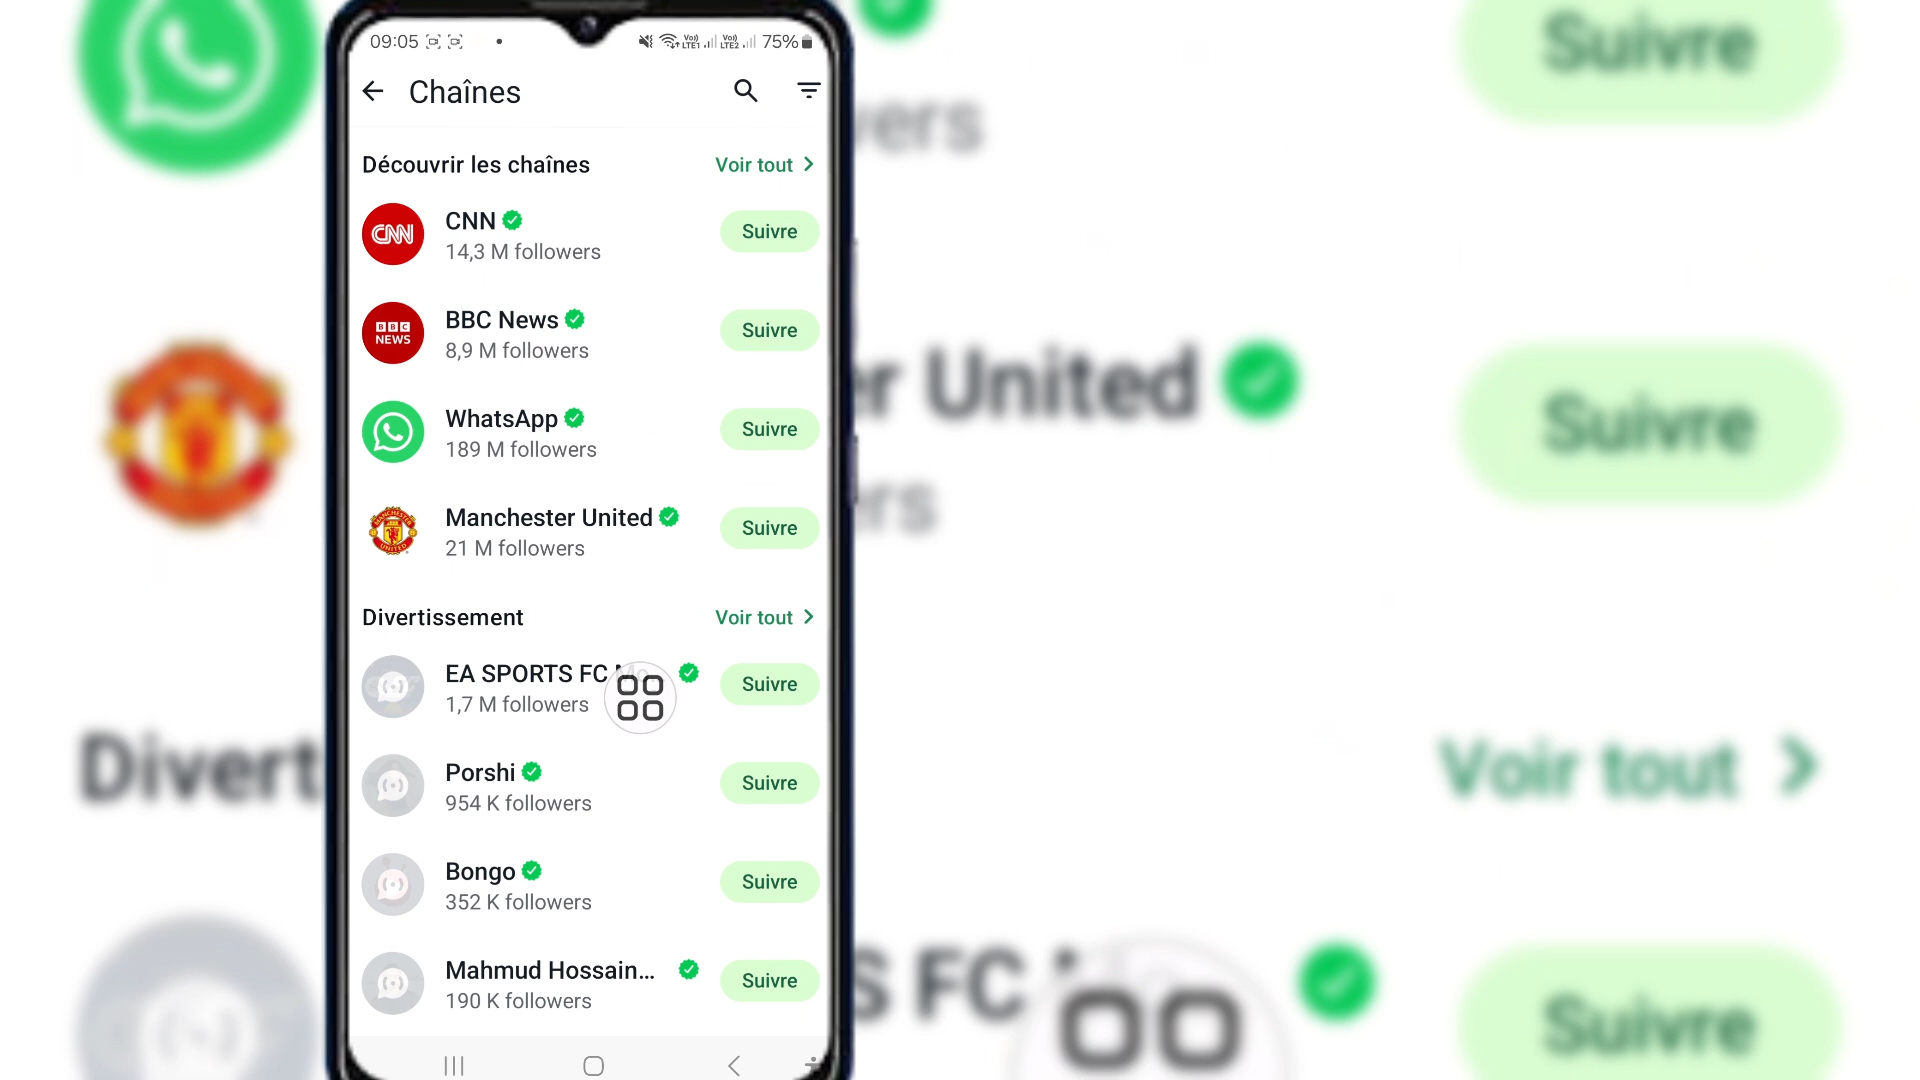 09:05 75%
Chaînes
Découvrir les chaînes Voir tout
CNN Suivre
14,3 M followers
BBC News Suivre
8,9 M followers
WhatsApp Suivre
189 M followers
Manchester United Suivre
21 M followers
Divertissement Voir tout
EA SPORTS FC Mo... Suivre
1,7 M followers
Porshi Suivre
954 K followers
Bongo Suivre
352 K followers
Mahmud Hossain... Suivre
190 K followers
Suivre
United Suivre
Divert Voir tout
S FC Suivre